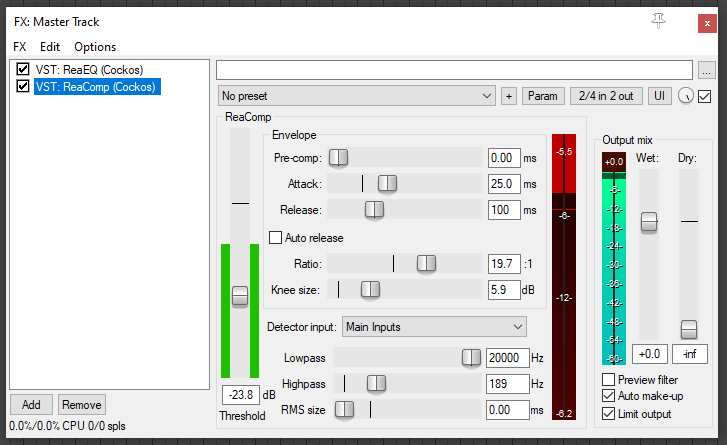 FX: Master Track
x
FX Edit Options
VST: ReaEQ (Cockos)
VST: ReaComp (Cockos)
...
No preset
+
Param
2/4 in 2 out
UI
ReaComp
Envelope
Pre-comp: 0.00 ms
Attack: 25.0 ms
Release: 100 ms
Auto release
Ratio: 19.7 :1
Knee size: 5.9 dB
Detector input: Main Inputs
Lowpass 20000 Hz
Highpass 189 Hz
RMS size 0.00 ms
-23.8 dB
Threshold
-5.5
-6-
-12-
-6.2
Output mix
Wet: Dry:
+0.0
-6-
-12-
-18-
-24-
-30-
-36-
-42-
-48-
-54-
-60-
+0.0 -inf
Preview filter
Auto make-up
Limit output
Add Remove
0.0%/0.0% CPU 0/0 spls